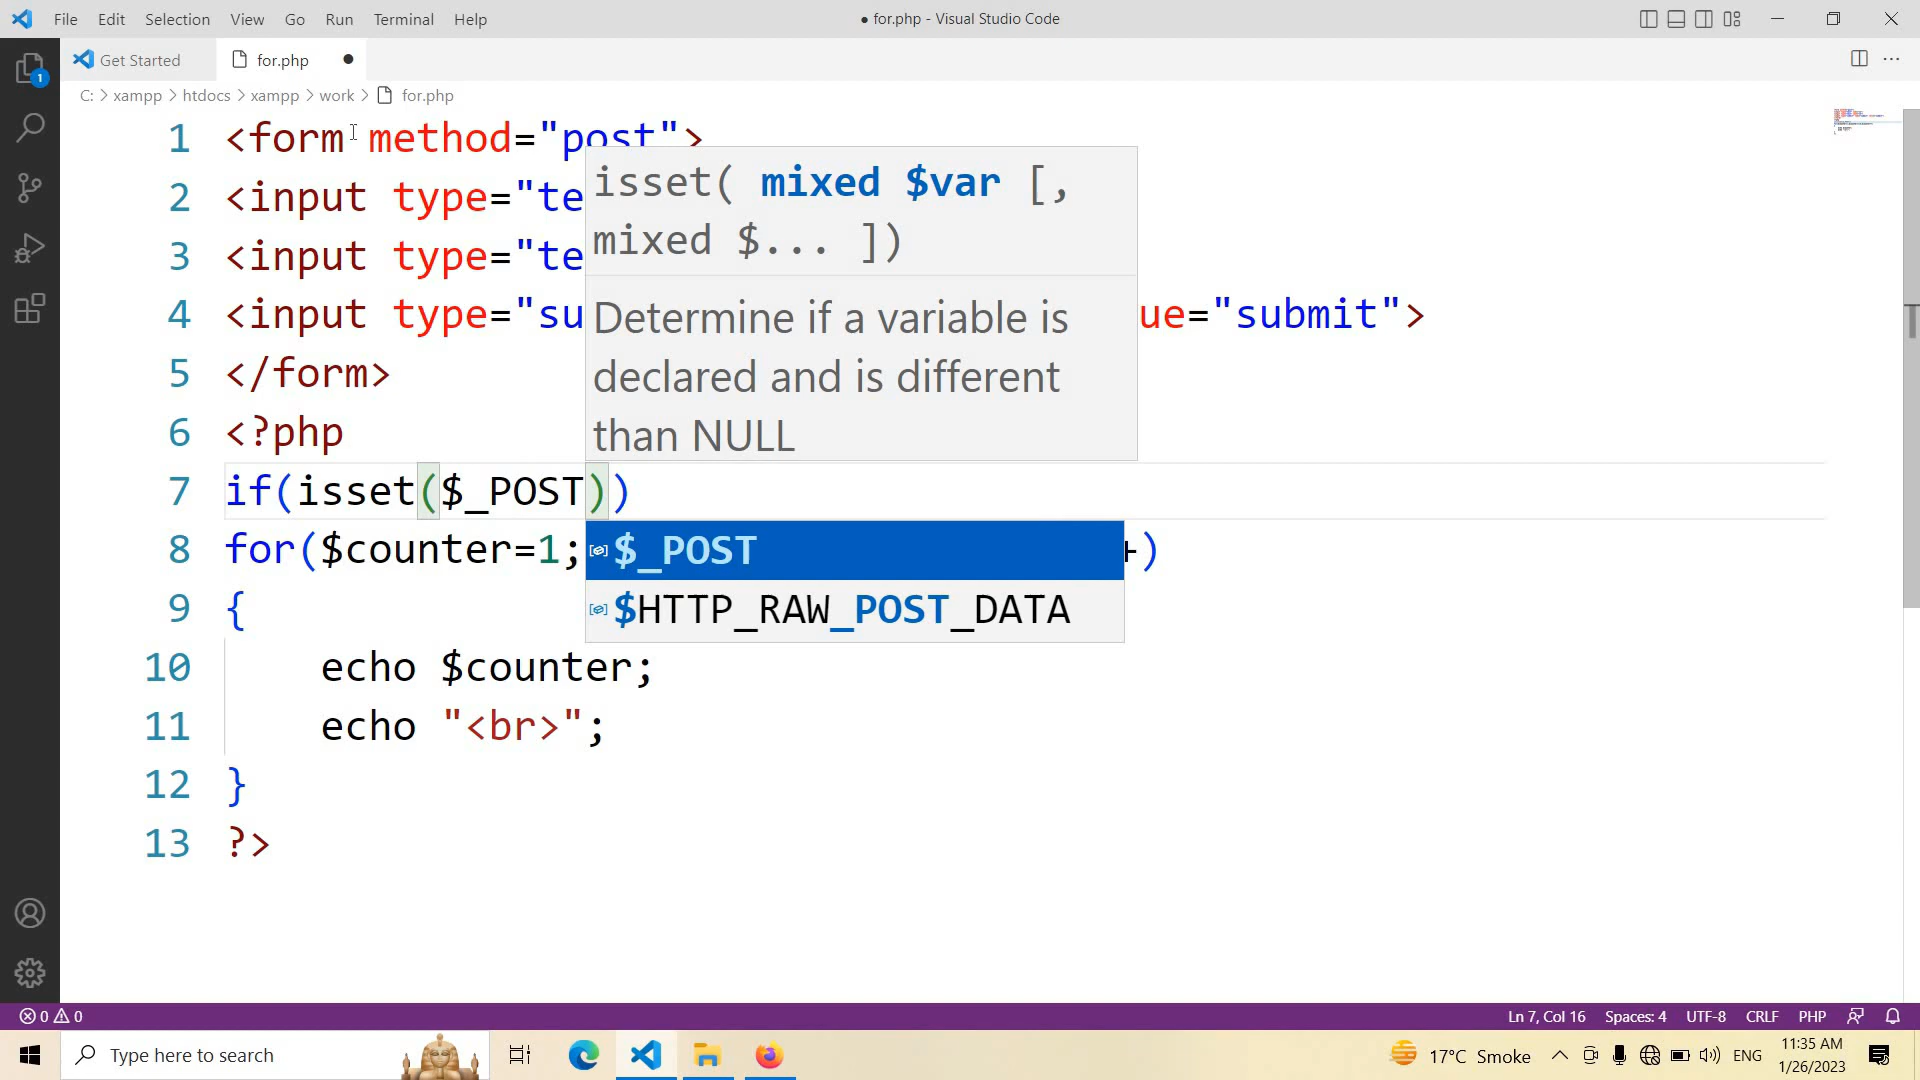 File Edit Selection View Go Run Terminal Help
● for.php - Visual Studio Code
Get Started
for.php ●
C: > xampp > htdocs > xampp > work > for.php
1 <form method="post">
2 <input type="te
3 <input type="te
4 <input type="su
ue="submit">
5 </form>
6 <?php
7 if(isset($_POST))
8 for($counter=1;
+)
9 {
10 echo $counter;
11 echo "<br>";
12 }
13 ?>
isset( mixed $var [,
mixed $... ])
Determine if a variable is
declared and is different
than NULL
$_POST
$HTTP_RAW_POST_DATA
1
0 0
Ln 7, Col 16 Spaces: 4 UTF-8 CRLF PHP
Type here to search
17°C Smoke
ENG
11:35 AM
1/26/2023